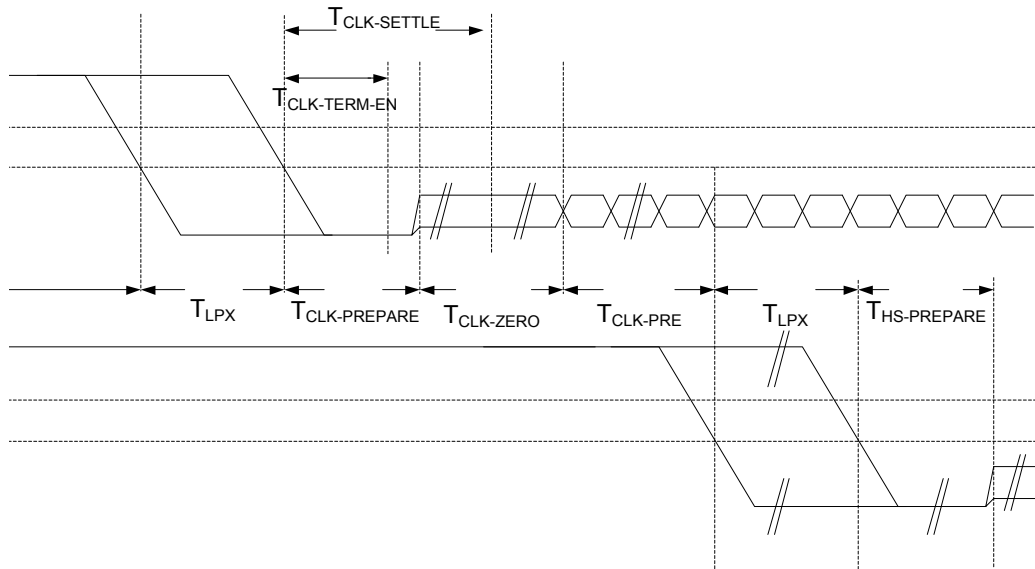 TCLK-SETTLE
TCLK-TERM-EN
TLPX
TCLK-PREPARE
TCLK-ZERO
TCLK-PRE
TLPX
THS-PREPARE